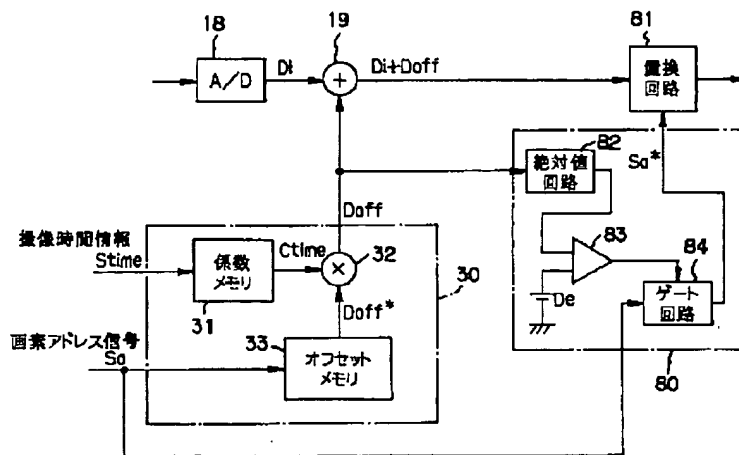 18
A/D
Di
19
+
Di+Doff
81
置換
回路
82
絶対値
回路
Sa*
83
84
ゲート
回路
De
80
Doff
撮像時間情報
Stime
係数
メモリ
31
Ctime
×
32
30
Doff*
画素アドレス信号
Sa
33
オフセット
メモリ